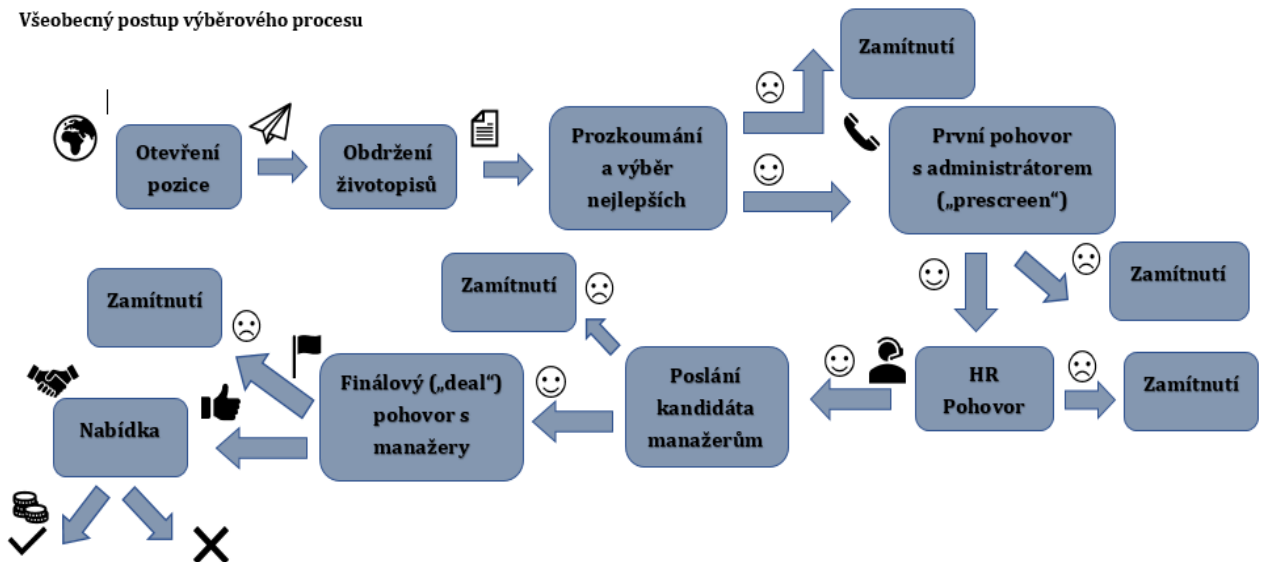 Všeobecný postup výběrového procesu
Otevření
pozice
Obdržení
životopisů
Prozkoumání
a výběr
nejlepších
Zamítnutí
První pohovor
s administrátorem
(„prescreen“)
Zamítnutí
HR
Pohovor
Zamítnutí
Poslání
kandidáta
manažerům
Zamítnutí
Finálový („deal“)
pohovor s
manažery
Zamítnutí
Nabídka